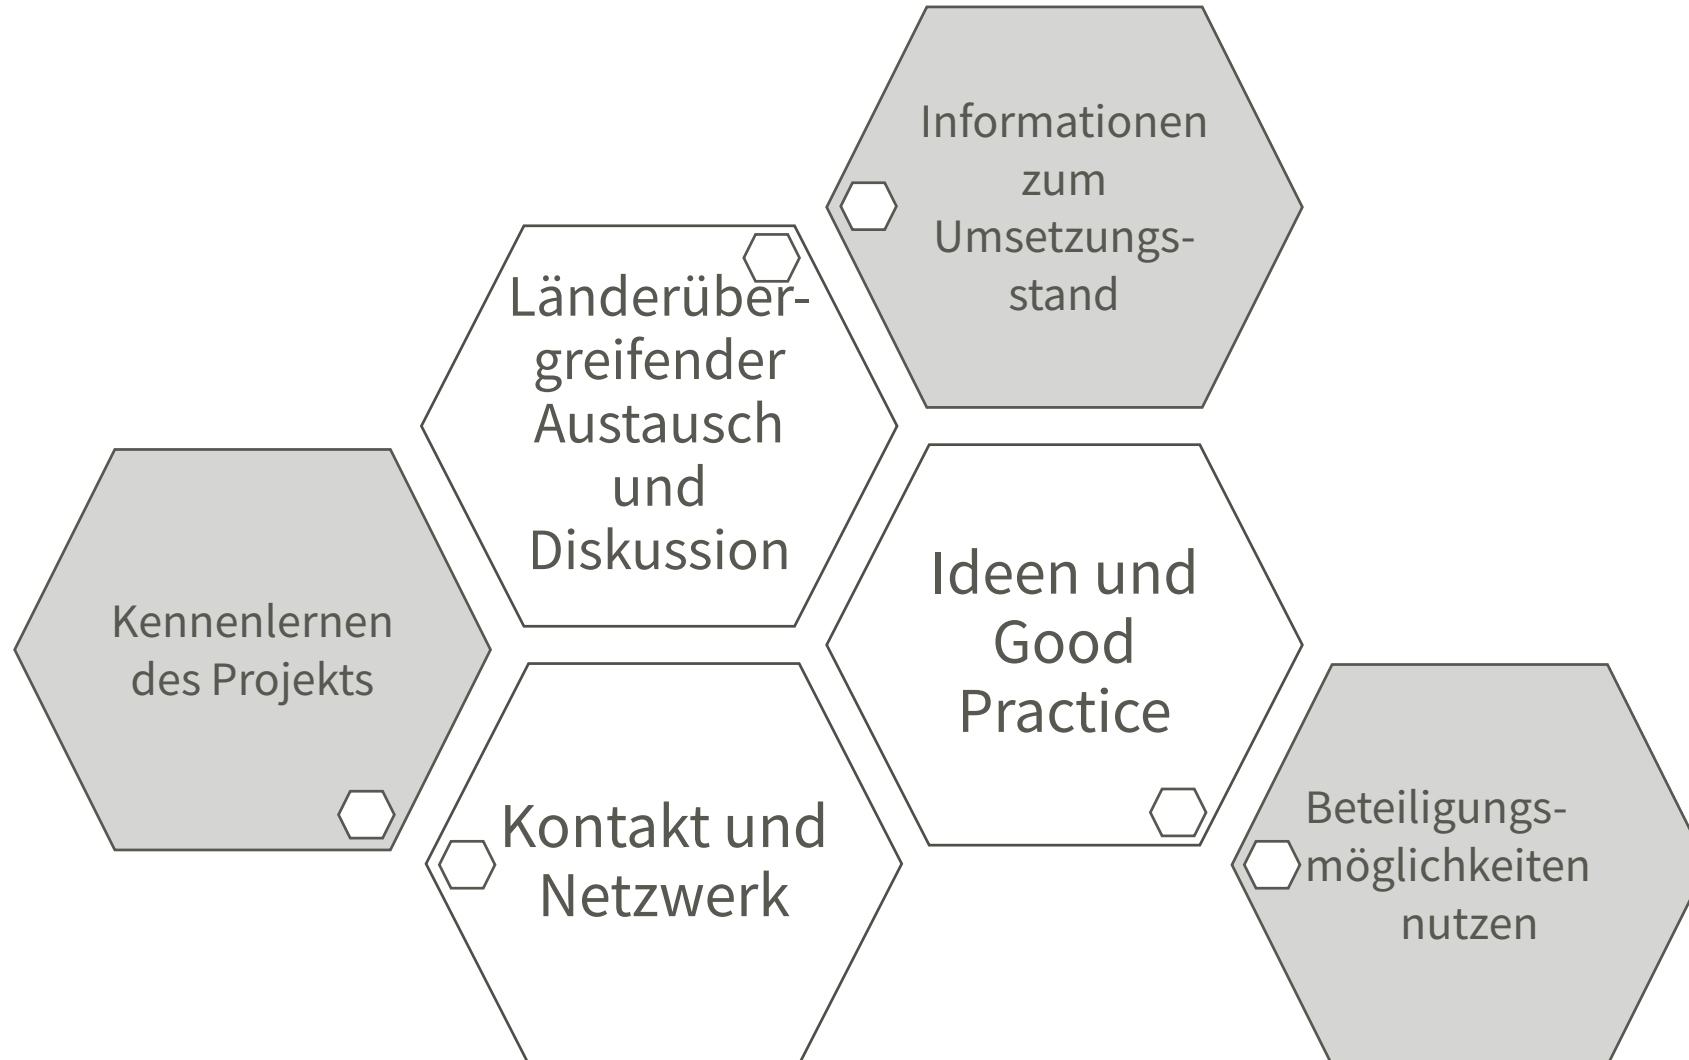 Informationen
zum
Umsetzungs-
stand
Länderüber-
greifender
Austausch
und
Diskussion
Ideen und
Good
Practice
Kennenlernen
des Projekts
Kontakt und
Netzwerk
Beteiligungs-
möglichkeiten
nutzen